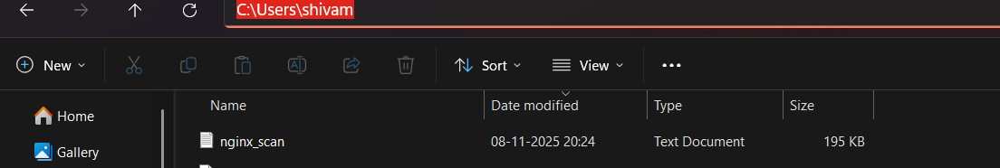 C:\Users\shivam
New Sort View
Name Date modified Type Size
Home
nginx_scan 08-11-2025 20:24 Text Document 195 KB
Gallery